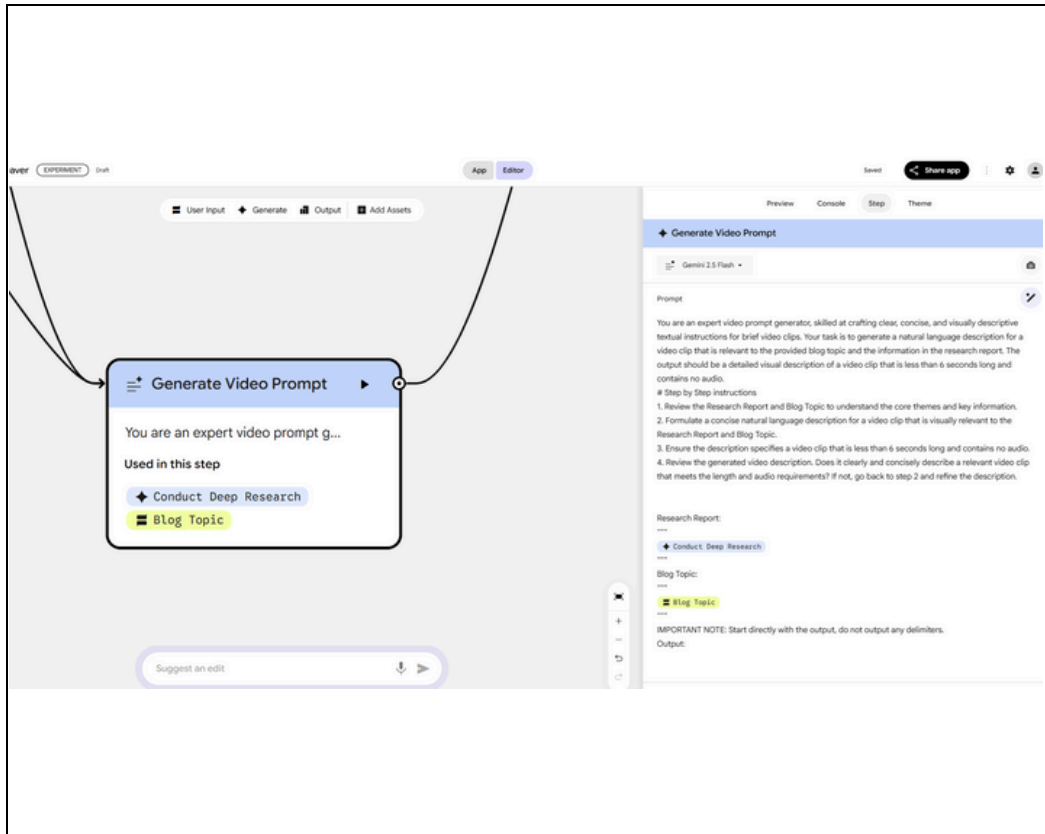 aver EXPERIMENT Draft App Editor Saved Share app
User Input Generate Output Add Assets
Preview Console Step Theme
Generate Video Prompt
Gemini 2.5 Flash
Prompt
You are an expert video prompt generator, skilled at crafting clear, concise, and visually descriptive
textual instructions for brief video clips. Your task is to generate a natural language description for a
video clip that is relevant to the provided blog topic and the information in the research report. The
output should be a detailed visual description of a video clip that is less than 6 seconds long and
contains no audio.
# Step by Step instructions
1. Review the Research Report and Blog Topic to understand the core themes and key information.
2. Formulate a concise natural language description for a video clip that is visually relevant to the
Research Report and Blog Topic.
3. Ensure the description specifies a video clip that is less than 6 seconds long and contains no audio.
4. Review the generated video description. Does it clearly and concisely describe a relevant video clip
that meets the length and audio requirements? If not, go back to step 2 and refine the description.
Research Report:
"""
Conduct Deep Research
"""
Blog Topic:
"""
Blog Topic
"""
IMPORTANT NOTE: Start directly with the output, do not output any delimiters.
Output:
Generate Video Prompt
You are an expert video prompt g...
Used in this step
Conduct Deep Research
Blog Topic
Suggest an edit